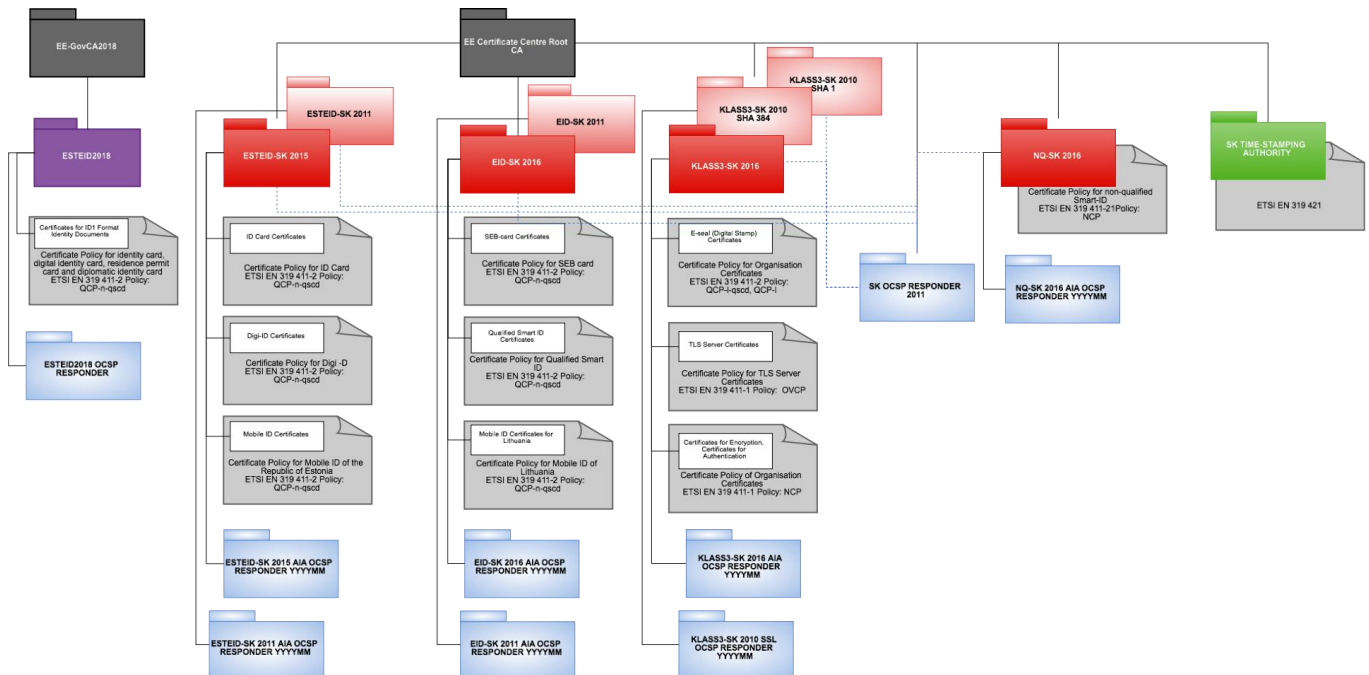 EE-GovCA2018
EE Certificate Centre Root
CA
KLASS3-SK 2010
SHA 1
ESTEID-SK 2011
EID-SK 2011
KLASS3-SK 2010
SHA 384
ESTEID2018
ESTEID-SK 2015
EID-SK 2016
KLASS3-SK 2016
NQ-SK 2016
Certificate Policy for non-qualified
Smart-ID
ETSI EN 319 411-21Policy:
NCP
SK TIME-STAMPING
AUTHORITY
ETSI EN 319 421
Certificates for ID1 Format
Identity Documents
Certificate Policy for identity card,
digital identity card, residence permit
card and diplomatic identity card
ETSI EN 319 411-2 Policy:
QCP-n-qscd
ID Card Certificates
Certificate Policy for ID Card
ETSI EN 319 411-2 Policy:
QCP-n-qscd
SEB-card Certificates
Certificate Policy for SEB card
ETSI EN 319 411-2 Policy:
QCP-n-qscd
E-seal (Digital Stamp)
Certificates
Certificate Policy for Organisation
Certificates
ETSI EN 319 411-2 Policy:
QCP-l-qscd, QCP-l
SK OCSP RESPONDER
2011
NQ-SK 2016 AIA OCSP
RESPONDER YYYYMM
ESTEID2018 OCSP
RESPONDER
Digi-ID Certificates
Certificate Policy for Digi -D
ETSI EN 319 411-2 Policy:
QCP-n-qscd
Qualified Smart ID
Certificates
Certificate Policy for Qualified Smart
ID
ETSI EN 319 411-2 Policy:
QCP-n-qscd
TLS Server Certificates
Certificate Policy for TLS Server
Certificates
ETSI EN 319 411-1 Policy: OVCP
Mobile ID Certificates
Certificate Policy for Mobile ID of the
Republic of Estonia
ETSI EN 319 411-2 Policy:
QCP-n-qscd
Mobile ID Certificates for
Lithuania
Certificate Policy for Mobile ID of
Lithuania
ETSI EN 319 411-2 Policy:
QCP-n-qscd
Certificates for Encryption,
Certificates for
Authentication
Certificate Policy of Organisation
Certificates
ETSI EN 319 411-1 Policy: NCP
ESTEID-SK 2015 AIA OCSP
RESPONDER YYYYMM
EID-SK 2016 AIA OCSP
RESPONDER YYYYMM
KLASS3-SK 2016 AIA
OCSP RESPONDER
YYYYMM
ESTEID-SK 2011 AIA OCSP
RESPONDER YYYYMM
EID-SK 2011 AIA OCSP
RESPONDER YYYYMM
KLASS3-SK 2010 SSL
OCSP RESPONDER
YYYYMM